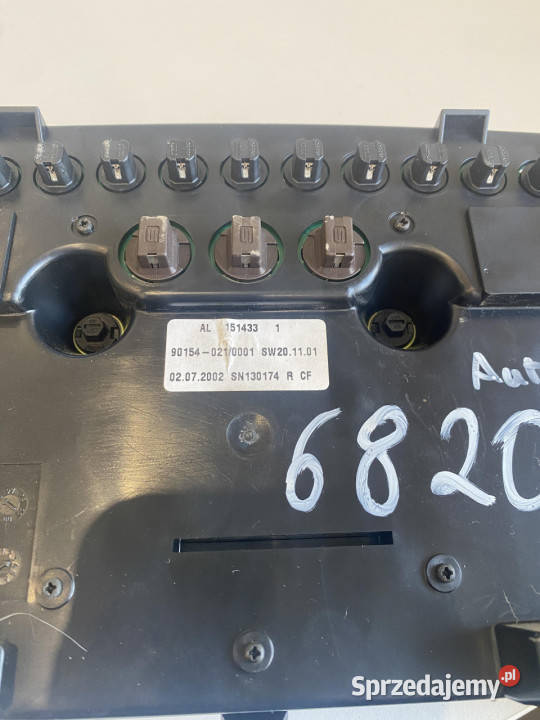 AL 151433 1
90154-021/0001 SW20.11.01
02.07.2002 SN130174 R CF
Aut
6820
Sprzedajemy.pl